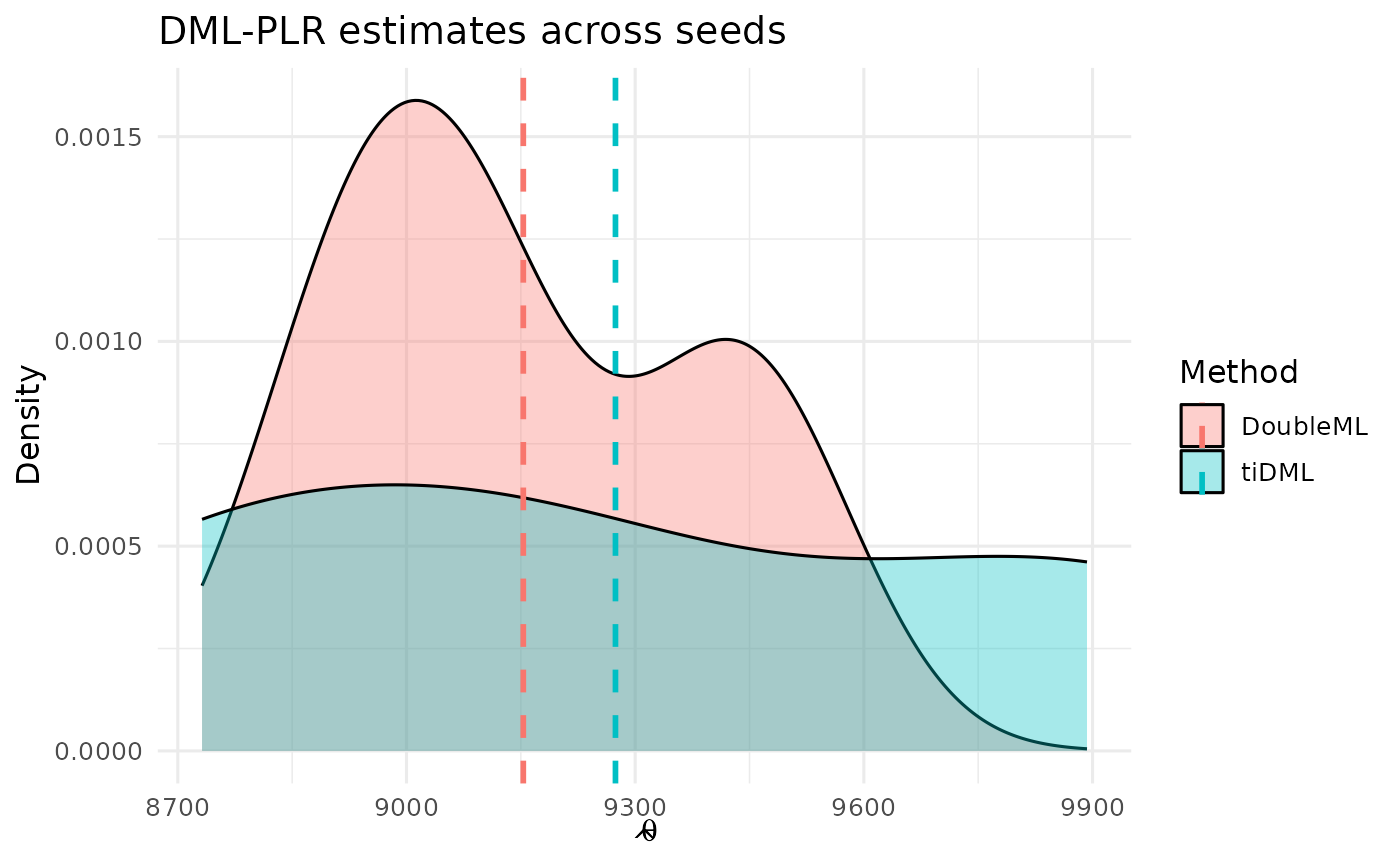 DML-PLR estimates across seeds
Density
0.0015
0.0010
0.0005
0.0000
8700 9000 9300 9600 9900
θ
Method
DoubleML
tiDML